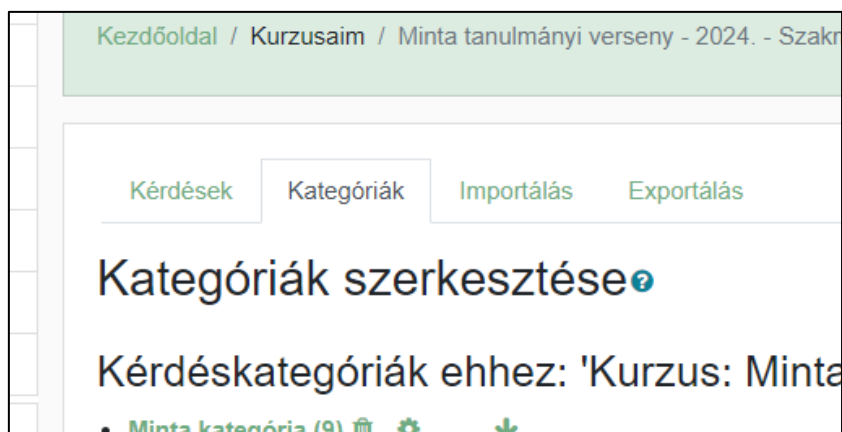 Kezdőoldal / Kurzusaim / Minta tanulmányi verseny - 2024. - Szakm
Kérdések Kategóriák Importálás Exportálás
Kategóriák szerkesztése
Kérdéskategóriák ehhez: 'Kurzus: Minta
Minta kategória (9)